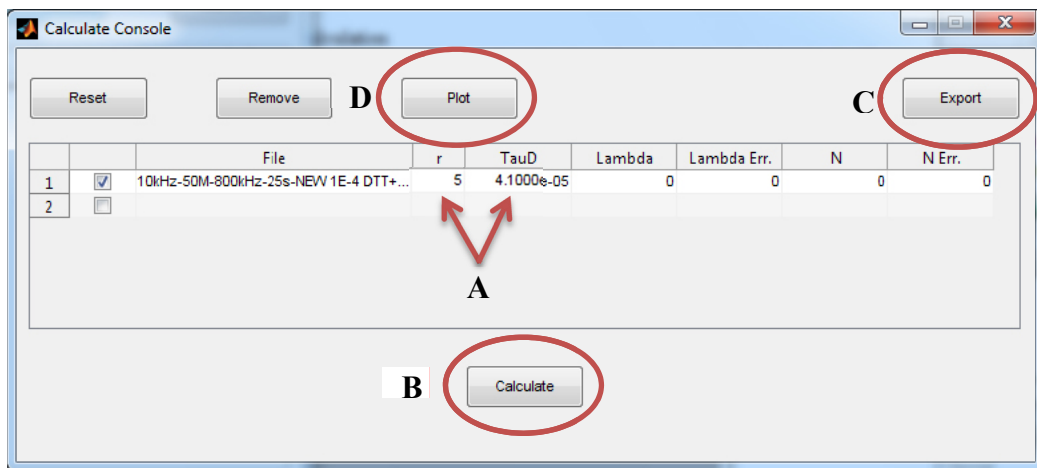 Calculate Console
Reset Remove D Plot C Export
File r TauD Lambda Lambda Err. N N Err.
1 10kHz-50M-800kHz-25s-NEW 1E-4 DTT+... 5 4.1000e-05 0 0 0 0
2
A
B Calculate